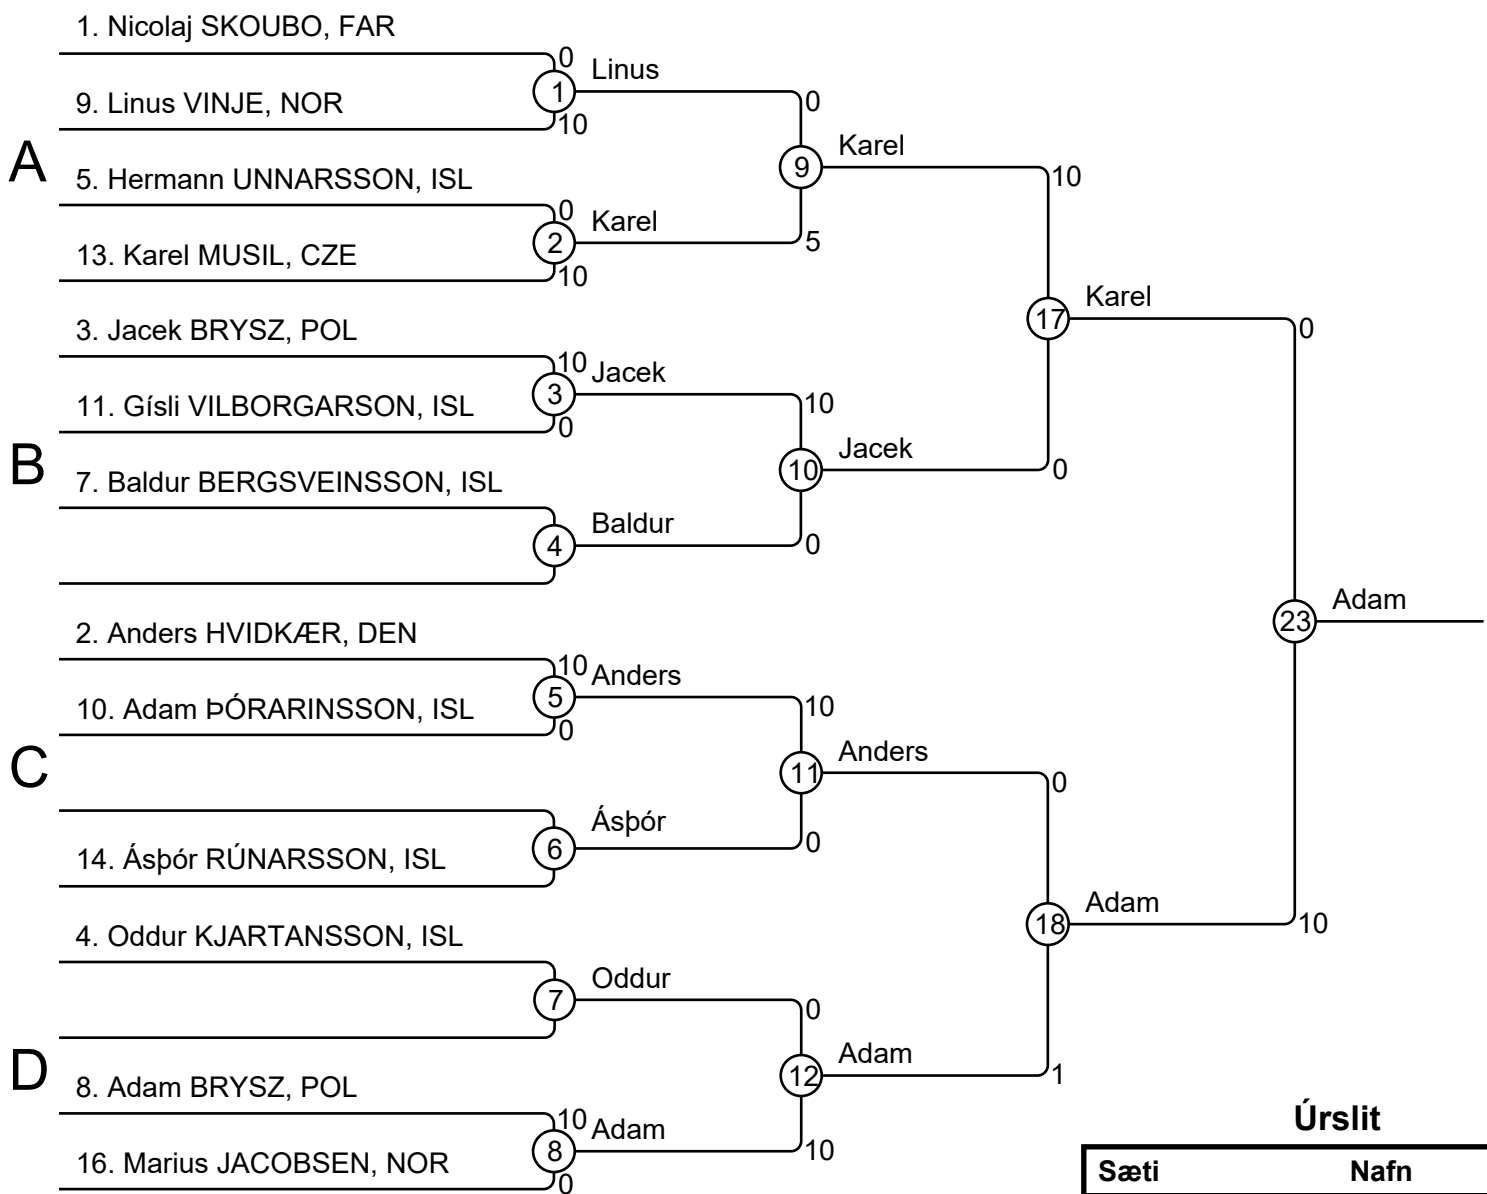 1. Nicolaj SKOUBO, FAR
0
Linus
1
9. Linus VINJE, NOR
10
0
A
Karel
9
5. Hermann UNNARSSON, ISL
10
0
Karel
2
5
13. Karel MUSIL, CZE
10
Karel
17
3. Jacek BRYSZ, POL
0
10
Jacek
3
11. Gísli VILBORGARSON, ISL
10
0
B
Jacek
10
7. Baldur BERGSVEINSSON, ISL
0
Baldur
4
0
Adam
23
2. Anders HVIDKÆR, DEN
10
Anders
5
10. Adam ÞÓRARINSSON, ISL
10
0
C
Anders
11
0
Ásþór
6
0
14. Ásþór RÚNARSSON, ISL
Adam
18
10
4. Oddur KJARTANSSON, ISL
Oddur
7
0
D
Adam
12
1
8. Adam BRYSZ, POL
10
Adam
8
10
16. Marius JACOBSEN, NOR
0
Úrslit
Sæti Nafn